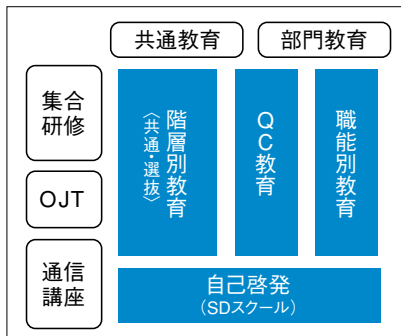 共通教育
部門教育
集合
研修
OJT
通信
講座
階層別教育
〈共通・選抜〉
QC教育
職能別教育
自己啓発
(SDスクール)